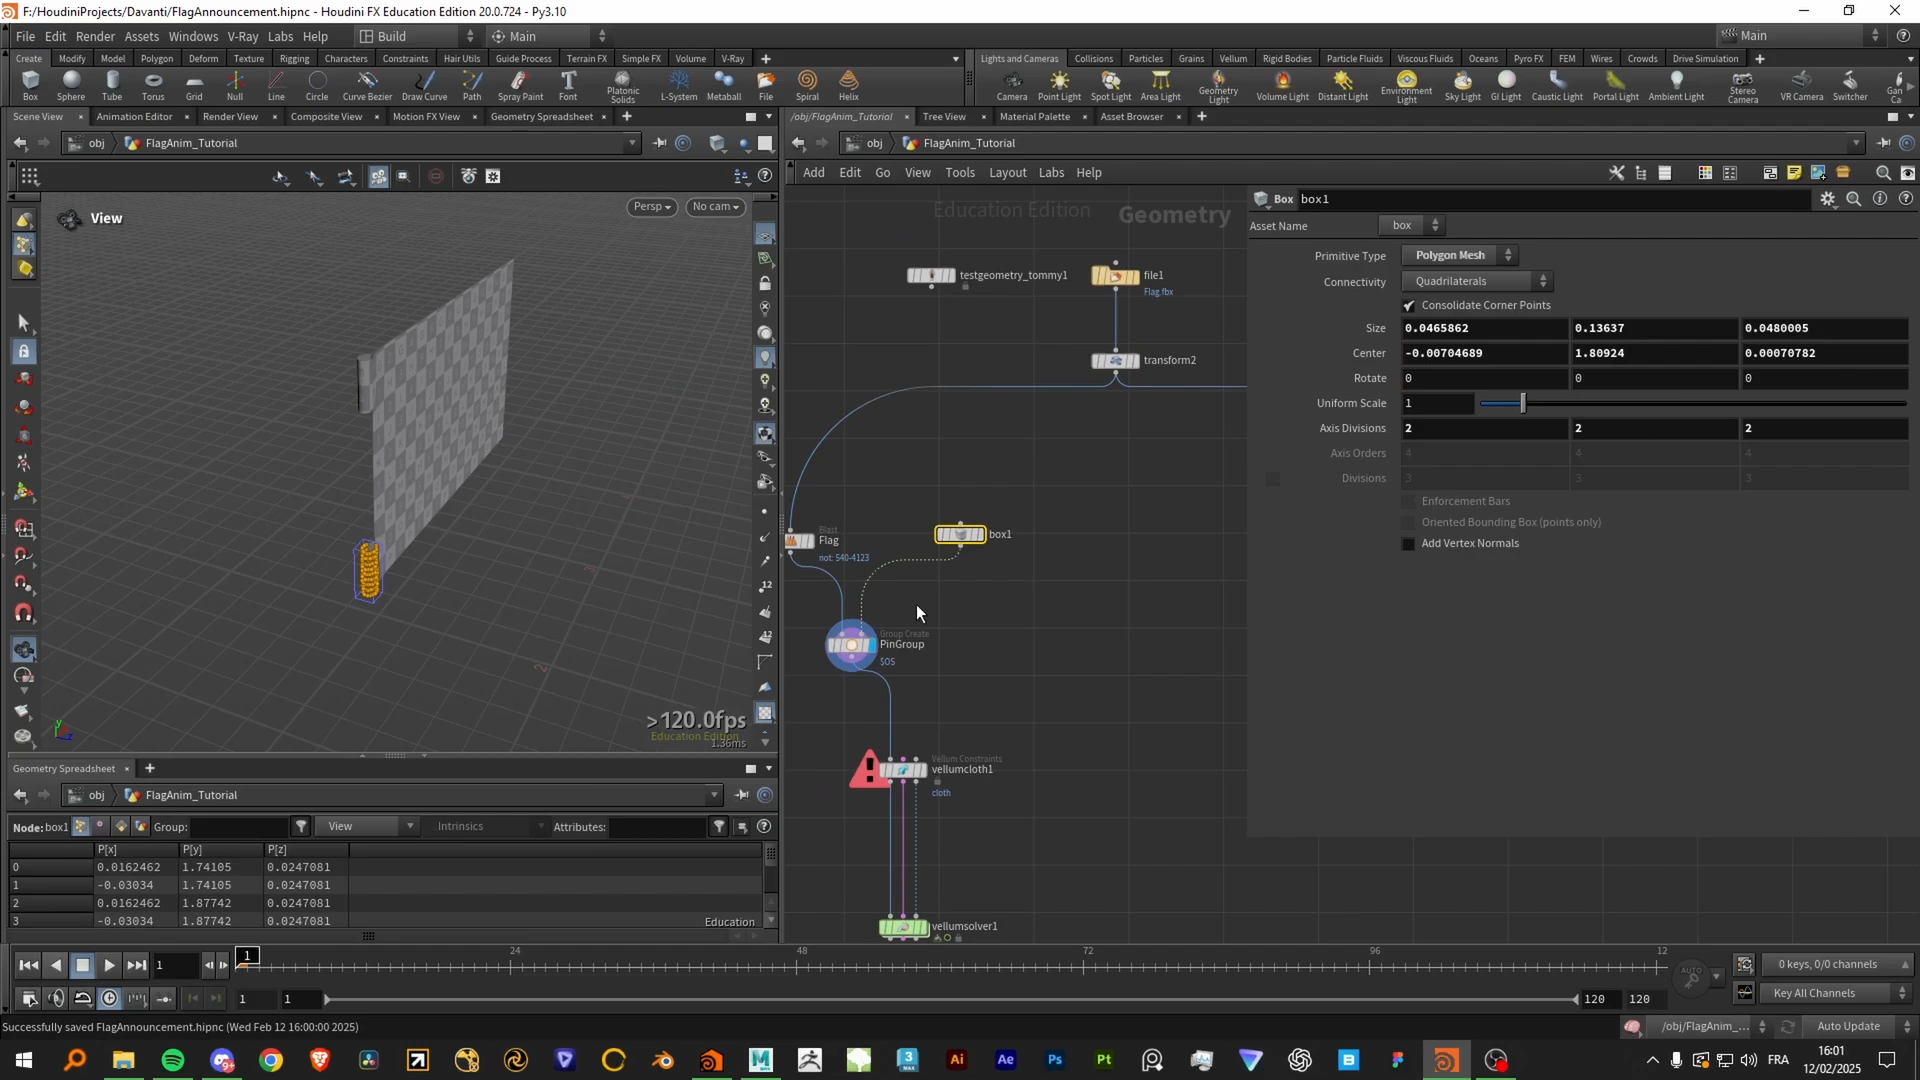 F:/HoudiniProjects/Davanti/FlagAnnouncement.hipnc - Houdini FX Education Edition 20.0.724 - Py3.10
File Edit Render Assets Windows V-Ray Labs Help Build Main Main
Create Modify Model Polygon Deform Texture Rigging Characters Constraints Hair Utils Guide Process Terrain FX Simple FX Volume V-Ray
Lights and Cameras Collisions Particles Grains Vellum Rigid Bodies Particle Fluids Viscous Fluids Oceans Pyro FX FEM Wires Crowds Drive Simulation
Box Sphere Tube Torus Grid Null Line Circle Curve Bezier Draw Curve Path Spray Paint Font Platonic Solids L-System Metaball File Spiral Helix
Camera Point Light Spot Light Area Light Geometry Light Volume Light Distant Light Environment Light Sky Light GI Light Caustic Light Portal Light Ambient Light Stereo Camera VR Camera Switcher Gan Ca
Scene View Animation Editor Render View Composite View Motion FX View Geometry Spreadsheet
/obj/FlagAnim_Tutorial Tree View Material Palette Asset Browser
obj FlagAnim_Tutorial
obj FlagAnim_Tutorial
Add Edit Go View Tools Layout Labs Help
View
Persp No cam
Education Edition Geometry
testgeometry_tommy1
file1
Flag.fbx
transform2
Blast
Flag
not: 540-4123
box1
Group Create
PinGroup
$OS
Vellum Constraints
vellumcloth1
cloth
vellumsolver1
Box box1
Asset Name box
Primitive Type Polygon Mesh
Connectivity Quadrilaterals
Consolidate Corner Points
Size 0.0465862 0.13637 0.0480005
Center -0.00704689 1.80924 0.00070782
Rotate 0 0 0
Uniform Scale 1
Axis Divisions 2 2 2
Axis Orders 4 4 4
Divisions 3 3 3
Enforcement Bars
Oriented Bounding Box (points only)
Add Vertex Normals
2
12
12
>120.0fps
Education Edition
1.36ms
y
z
Geometry Spreadsheet
obj FlagAnim_Tutorial
Node: box1 Group: View Intrinsics Attributes:
P[x] P[y] P[z]
0 0.0162462 1.74105 0.0247081
1 -0.03034 1.74105 0.0247081
2 0.0162462 1.87742 0.0247081
3 -0.03034 1.87742 0.0247081
Education
1 1 24 48 72 96 12
0 keys, 0/0 channels
AUTO
1 1 120 120
Key All Channels
Successfully saved FlagAnnouncement.hipnc (Wed Feb 12 16:00:00 2025)
/obj/FlagAnim_... Auto Update
9+ 3 Ai Ae Ps Pt
FRA
16:01
12/02/2025